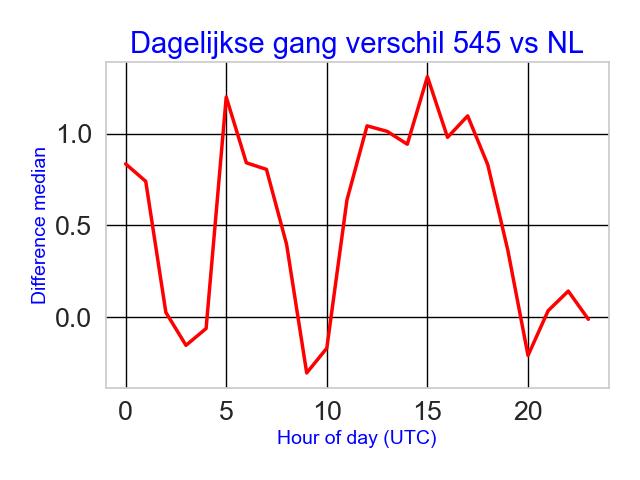 Dagelijkse gang verschil 545 vs NL
Difference median
1.0
0.5
0.0
0 5 10 15 20
Hour of day (UTC)